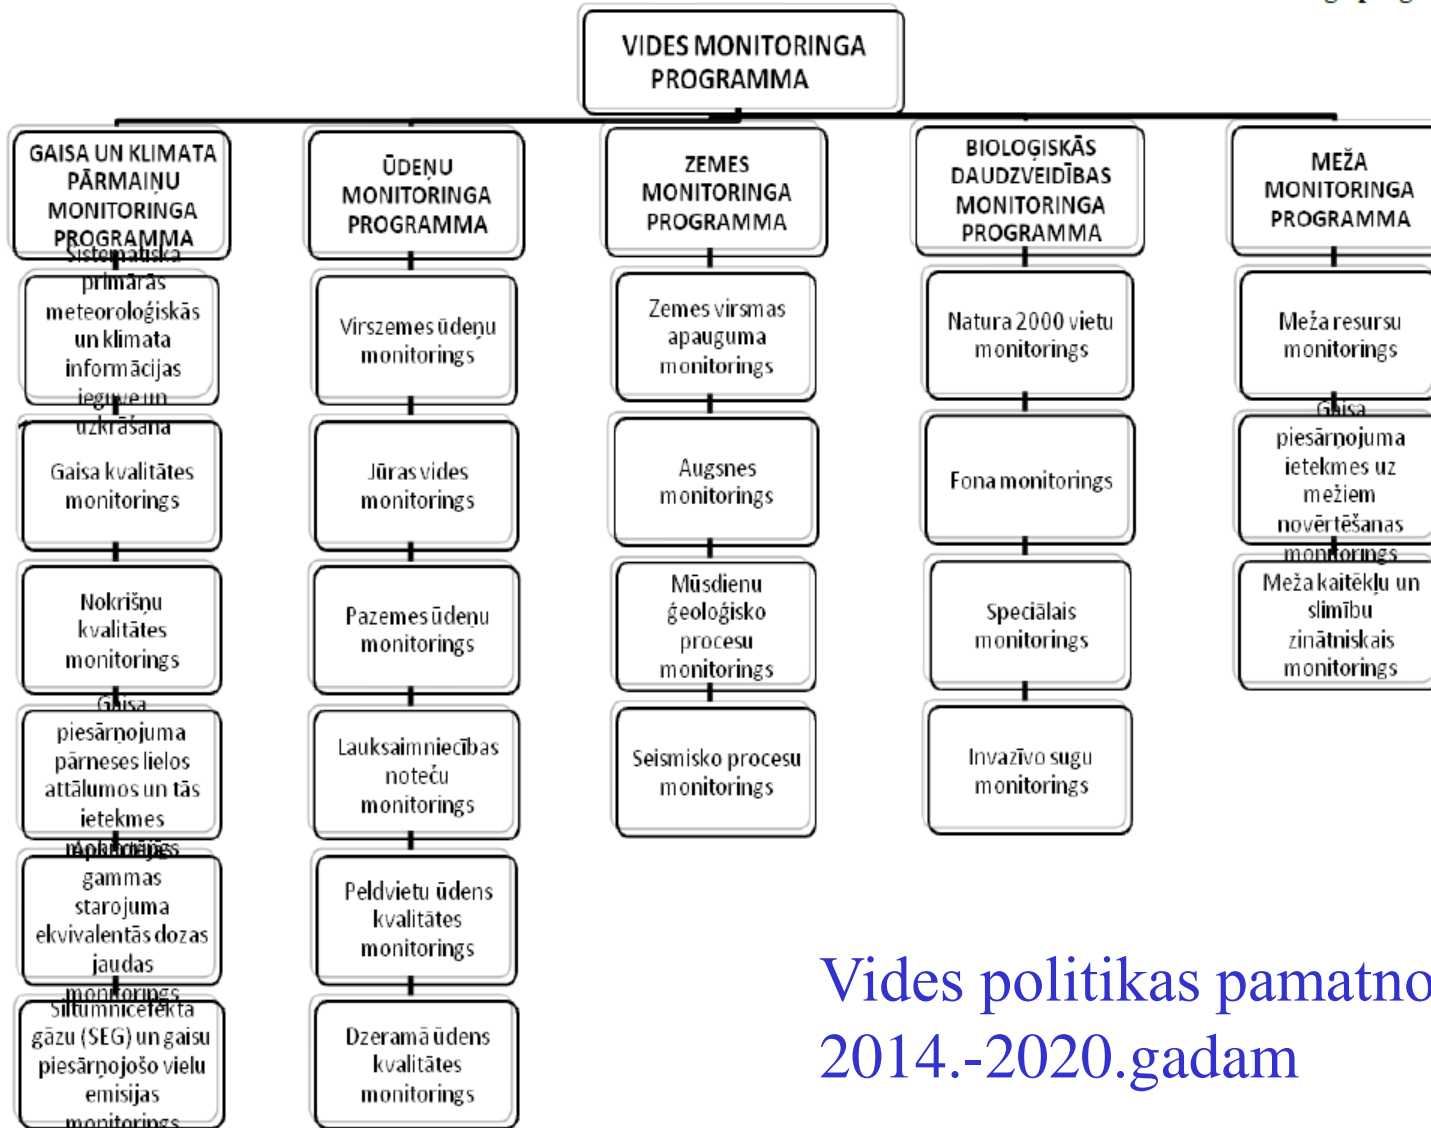 VIDES MONITORINGA
PROGRAMMA
GAISA UN KLIMATA
PĀRMAIŅU
MONITORINGA
PROGRAMMA
Sistemātiska
primārās
meteoroloģiskās
un klimata
informācijas
ieguve un
uzkrāšana
Gaisa kvalitātes
monitorings
Nokrišņu
kvalitātes
monitorings
Gaisa
piesārņojuma
pārneses lielos
attālumos un tās
ietekmes
monitorings
gammas
starojuma
ekvivalentās dozas
jaudas
monitorings
Siltumnicefekta
gāzu (SEG) un gaisu
piesārņojošo vielu
emisijas
monitorings
ŪDEŅU
MONITORINGA
PROGRAMMA
Virszemes ūdeņu
monitorings
Jūras vides
monitorings
Pazemes ūdeņu
monitorings
Lauksaimniecības
noteču
monitorings
Peldvietu ūdens
kvalitātes
monitorings
Dzeramā ūdens
kvalitātes
monitorings
ZEMES
MONITORINGA
PROGRAMMA
Zemes virsmas
apauguma
monitorings
Augsnes
monitorings
Mūsdienu
ģeoloģisko
procesu
monitorings
Seismisko procesu
monitorings
BIOLOĢISKĀS
DAUDZVEIDĪBAS
MONITORINGA
PROGRAMMA
Natura 2000 vietu
monitorings
Fona monitorings
Speciālais
monitorings
Invazīvo sugu
monitorings
MEŽA
MONITORINGA
PROGRAMMA
Meža resursu
monitorings
Gaisa
piesārņojuma
ietekmes uz
mežiem
novērtēšanas
monitorings
Meža kaitēkļu un
slimību
zinātniskais
monitorings
Vides politikas pamatno
2014.-2020.gadam